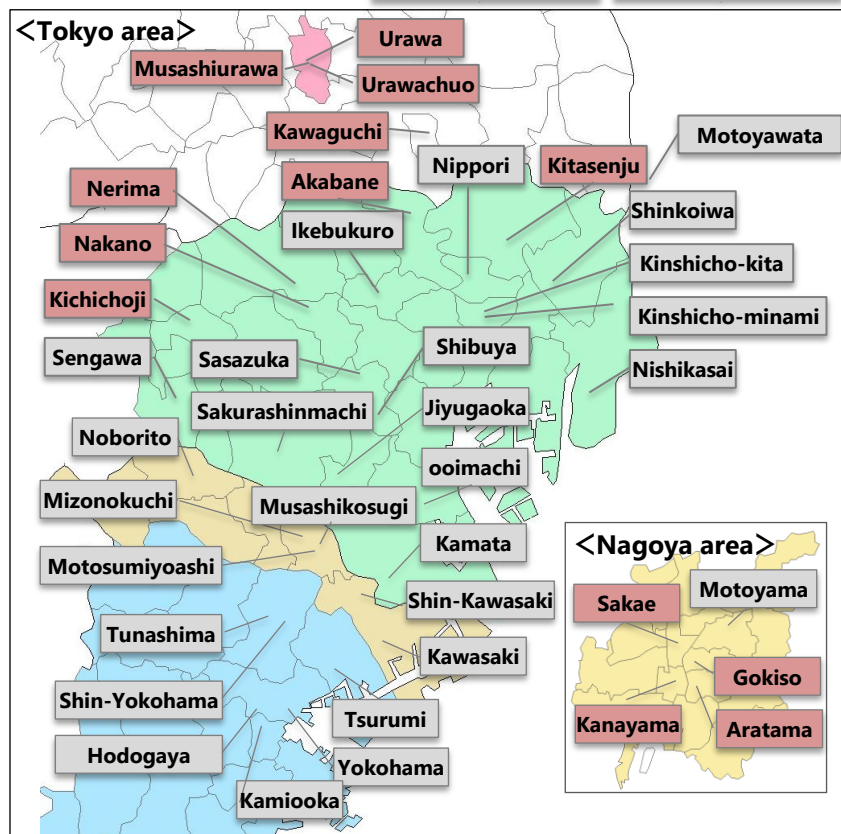 <Tokyo area>
Urawa
Musashiurawa
Urawachuo
Kawaguchi
Motoyawata
Nippori
Kitasenju
Nerima
Akabane
Shinkoiwa
Ikebukuro
Nakano
Kinshicho-kita
Kichichoji
Kinshicho-minami
Sengawa
Sasazuka
Shibuya
Nishikasai
Sakurashinmachi
Jiyugaoka
Noborito
ooimachi
Mizonokuchi
Musashikosugi
Kamata
Motosumiyoashi
Shin-Kawasaki
Tunashima
Kawasaki
Shin-Yokohama
Tsurumi
Hodogaya
Yokohama
Kamiooka
<Nagoya area>
Motoyama
Sakae
Gokiso
Kanayama
Aratama